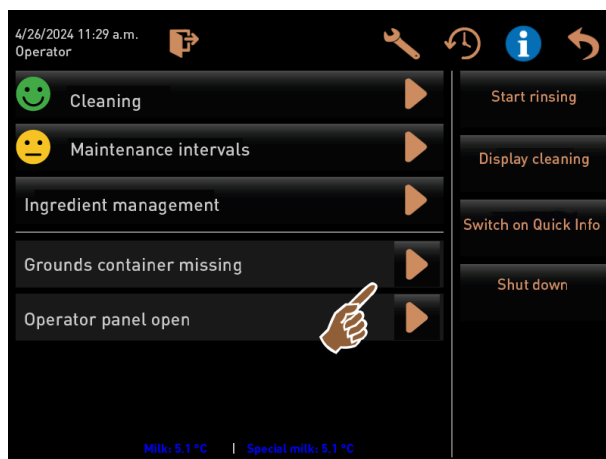 4/26/2024 11:29 a.m.
Operator
Cleaning
Maintenance intervals
Ingredient management
Grounds container missing
Operator panel open
Start rinsing
Display cleaning
Switch on Quick Info
Shut down
Milk: 5.1 °C | Special milk: 5.1 °C